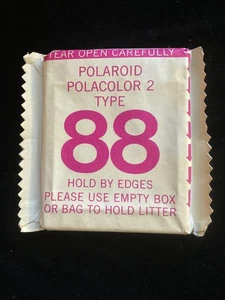 TEAR OPEN CAREFULLY
POLAROID
POLACOLOR 2
TYPE
88
HOLD BY EDGES
PLEASE USE EMPTY BOX
OR BAG TO HOLD LITTER